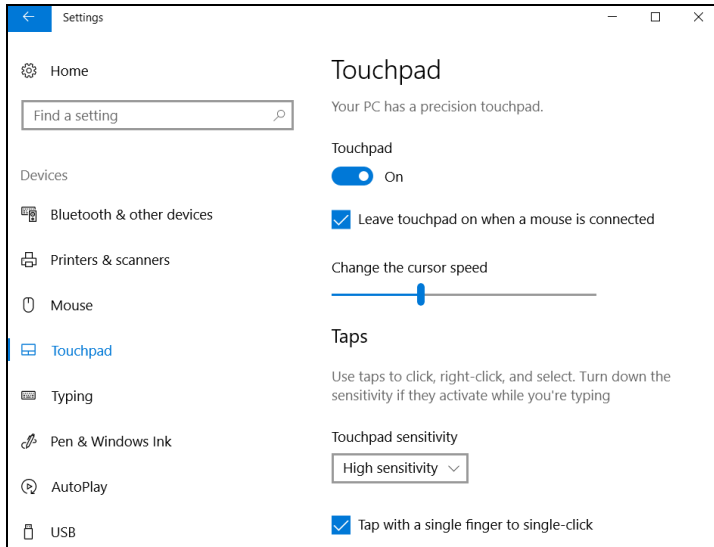 Settings
Home
Find a setting
Devices
Bluetooth & other devices
Printers & scanners
Mouse
Touchpad
Typing
Pen & Windows Ink
AutoPlay
USB
Touchpad
Your PC has a precision touchpad.
Touchpad
On
Leave touchpad on when a mouse is connected
Change the cursor speed
Taps
Use taps to click, right-click, and select. Turn down the
sensitivity if they activate while you're typing
Touchpad sensitivity
High sensitivity
Tap with a single finger to single-click